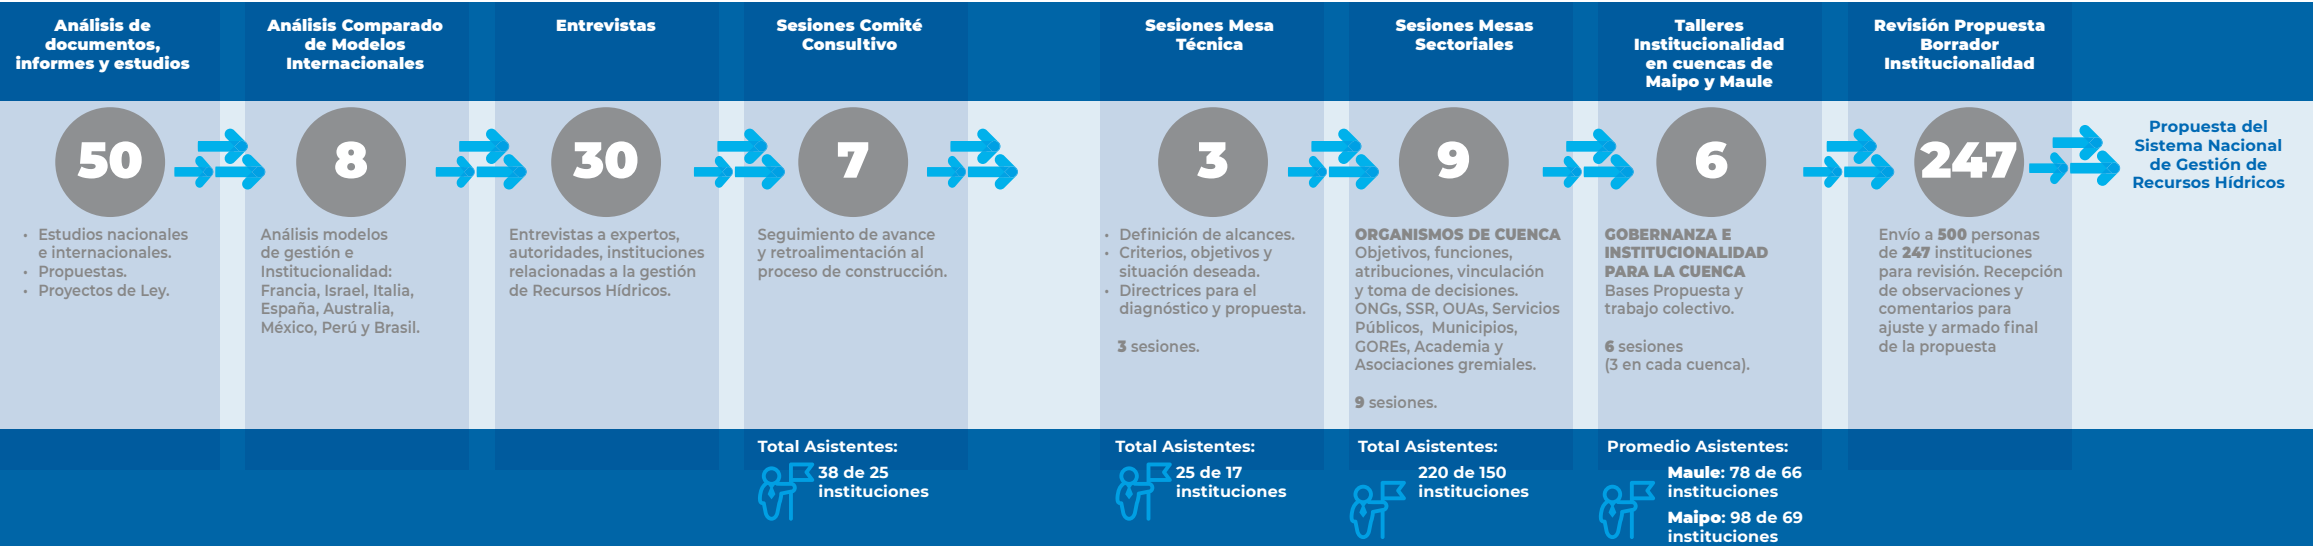 Análisis de
documentos,
informes y estudios
50
• Estudios nacionales
e internacionales.
• Propuestas.
• Proyectos de Ley.
Análisis Comparado
de Modelos
Internacionales
8
Análisis modelos
de gestión e
Institucionalidad:
Francia, Israel, Italia,
España, Australia,
México, Perú y Brasil.
Entrevistas
30
Entrevistas a expertos,
autoridades, instituciones
relacionadas a la gestión
de Recursos Hídricos.
Sesiones Comité
Consultivo
7
Seguimiento de avance
y retroalimentación al
proceso de construcción.
Total Asistentes:
38 de 25
instituciones
Sesiones Mesa
Técnica
3
• Definición de alcances.
• Criterios, objetivos y
situación deseada.
• Directrices para el
diagnóstico y propuesta.
3 sesiones.
Total Asistentes:
25 de 17
instituciones
Sesiones Mesas
Sectoriales
9
ORGANISMOS DE CUENCA
Objetivos, funciones,
atribuciones, vinculación
y toma de decisiones.
ONGs, SSR, OUAs, Servicios
Públicos, Municipios,
GOREs, Academia y
Asociaciones gremiales.
9 sesiones.
Total Asistentes:
220 de 150
instituciones
Talleres
Institucionalidad
en cuencas de
Maipo y Maule
6
GOBERNANZA E
INSTITUCIONALIDAD
PARA LA CUENCA
Bases Propuesta y
trabajo colectivo.
6 sesiones
(3 en cada cuenca).
Promedio Asistentes:
Maule: 78 de 66
instituciones
Maipo: 98 de 69
instituciones
Revisión Propuesta
Borrador
Institucionalidad
247
Envío a 500 personas
de 247 instituciones
para revisión. Recepción
de observaciones y
comentarios para
ajuste y armado final
de la propuesta
Propuesta del
Sistema Nacional
de Gestión de
Recursos Hídricos